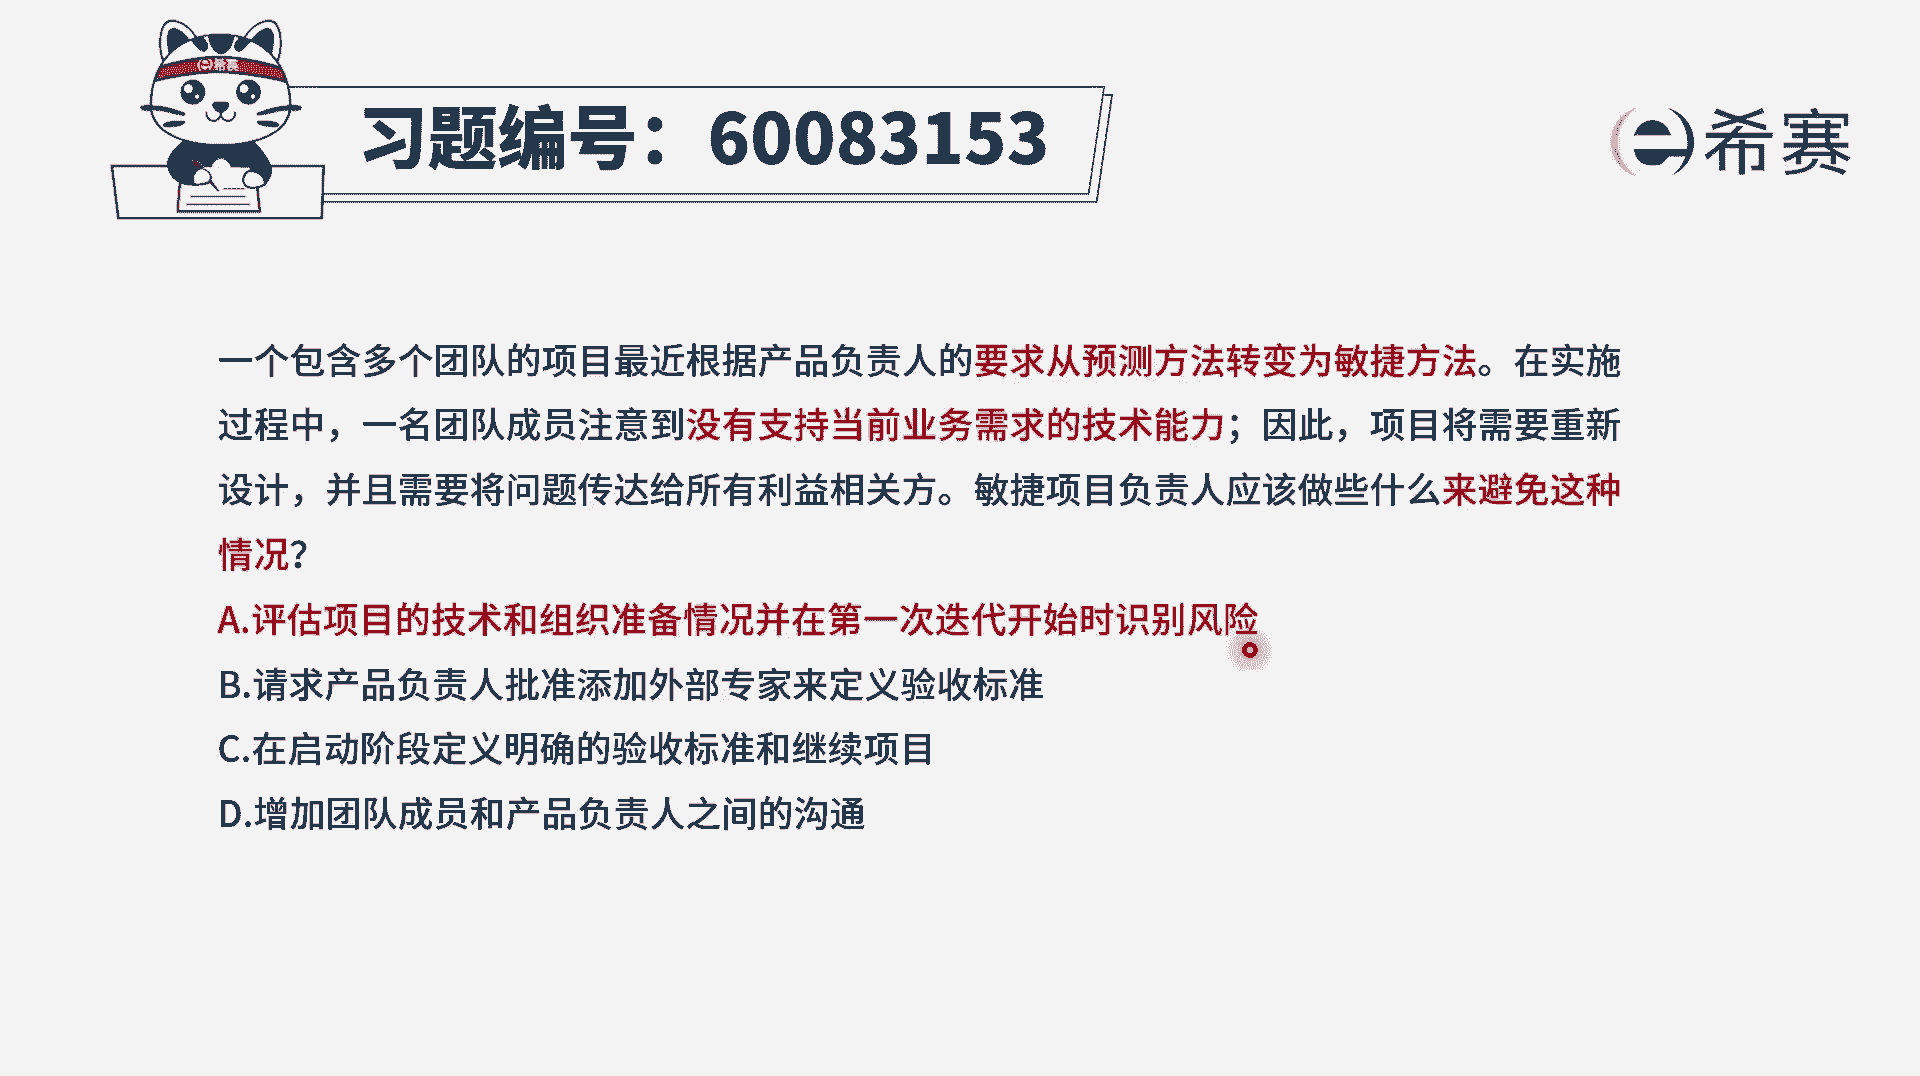 希赛
习题编号：60083153
希赛
一个包含多个团队的项目最近根据产品负责人的要求从预测方法转变为敏捷方法。在实施
过程中，一名团队成员注意到没有支持当前业务需求的技术能力；因此，项目将需要重新
设计，并且需要将问题传达给所有利益相关方。敏捷项目负责人应该做些什么来避免这种
情况？
A.评估项目的技术和组织准备情况并在第一次迭代开始时识别风险
B.请求产品负责人批准添加外部专家来定义验收标准
C.在启动阶段定义明确的验收标准和继续项目
D.增加团队成员和产品负责人之间的沟通